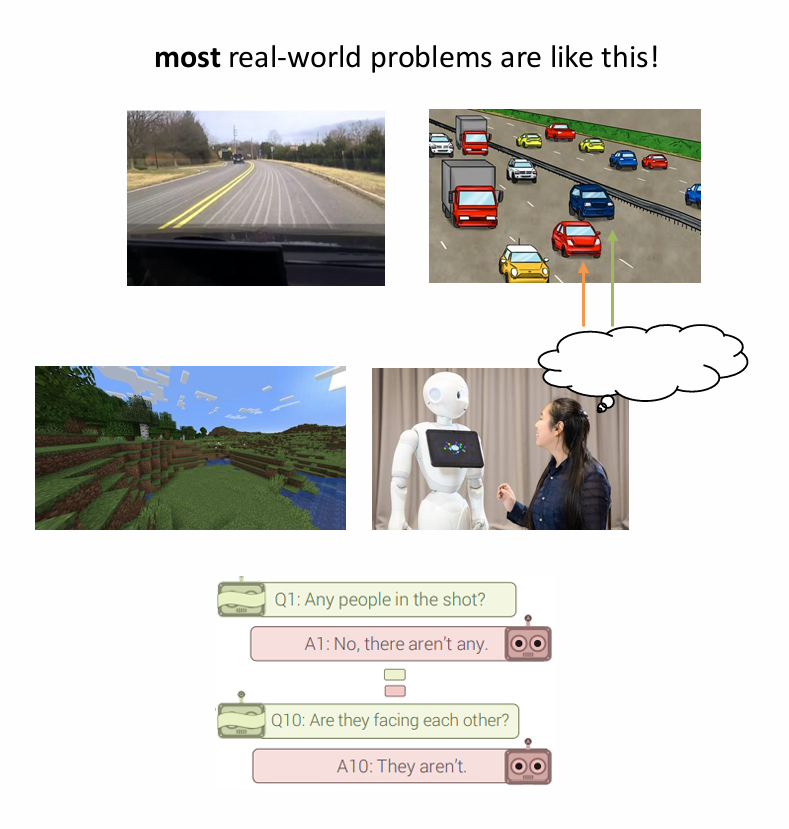 most real-world problems are like this!
Q1: Any people in the shot?
A1: No, there aren't any.
Q10: Are they facing each other?
A10: They aren't.